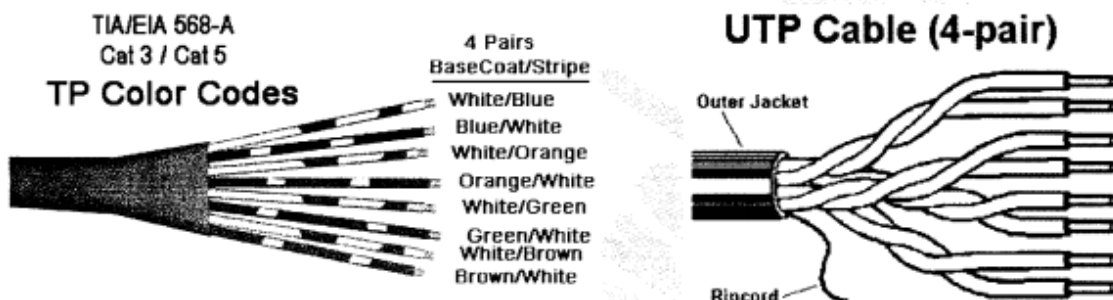 TIA/EIA 568-A
Cat 3 / Cat 5
TP Color Codes
4 Pairs
BaseCoat/Stripe
White/Blue
Blue/White
White/Orange
Orange/White
White/Green
Green/White
White/Brown
Brown/White
UTP Cable (4-pair)
Outer Jacket
Ripcord